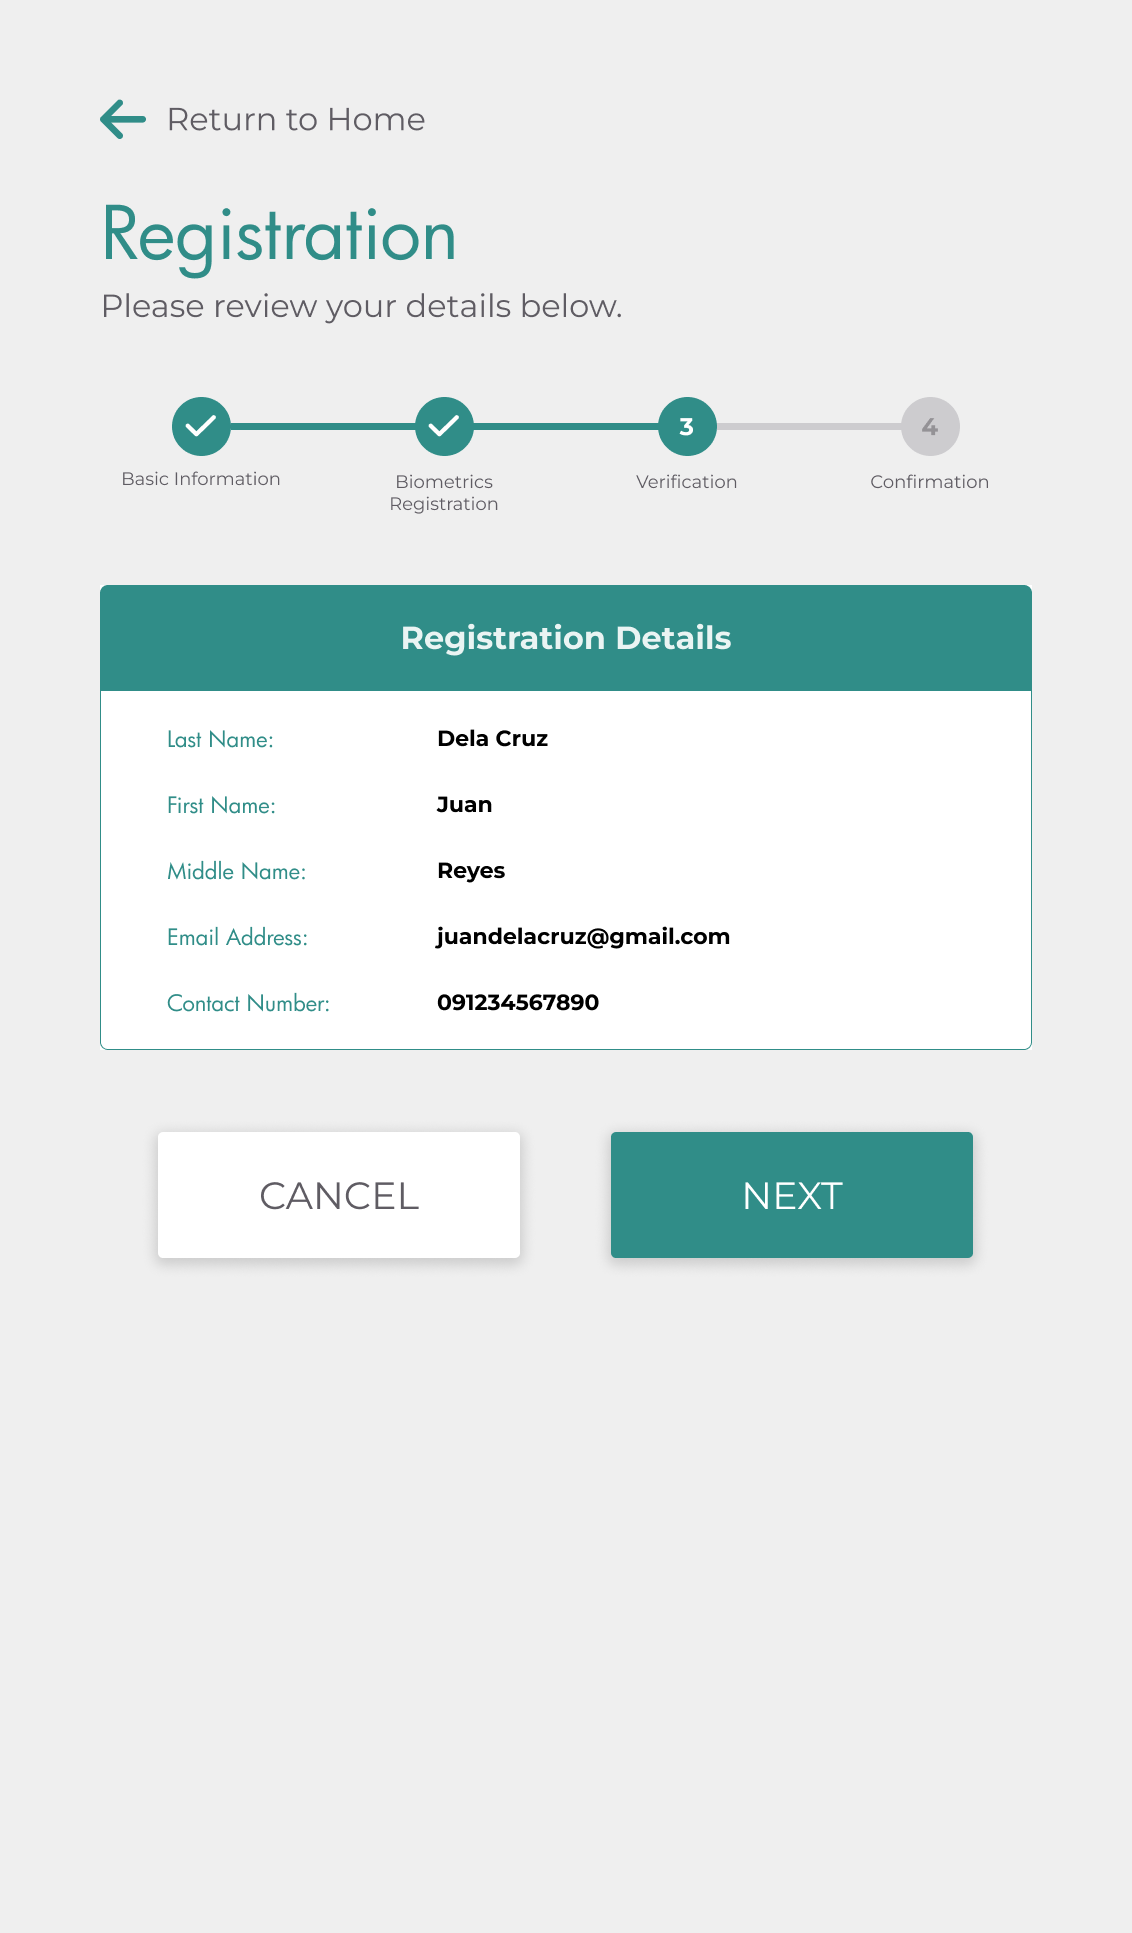 Return to Home
Registration
Please review your details below.
3
4
Basic Information
Biometrics
Registration
Verification
Confirmation
Registration Details
Last Name: Dela Cruz
First Name: Juan
Middle Name: Reyes
Email Address: juandelacruz@gmail.com
Contact Number: 091234567890
CANCEL
NEXT